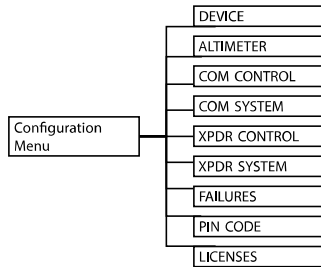 DEVICE
ALTIMETER
COM CONTROL
COM SYSTEM
Configuration
Menu
XPDR CONTROL
XPDR SYSTEM
FAILURES
PIN CODE
LICENSES